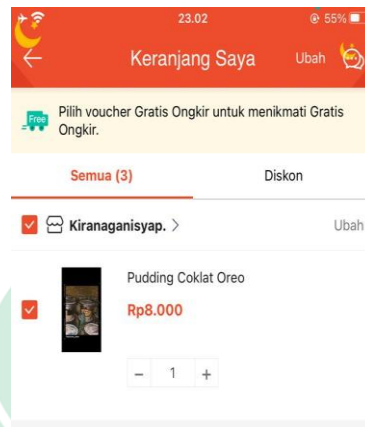 23.02
55%
Keranjang Saya
Ubah
Free
Pilih voucher Gratis Ongkir untuk menikmati Gratis
Ongkir.
Semua (3)
Diskon
Kiranaganisyap. >
Ubah
Pudding Coklat Oreo
Rp8.000
- 1 +